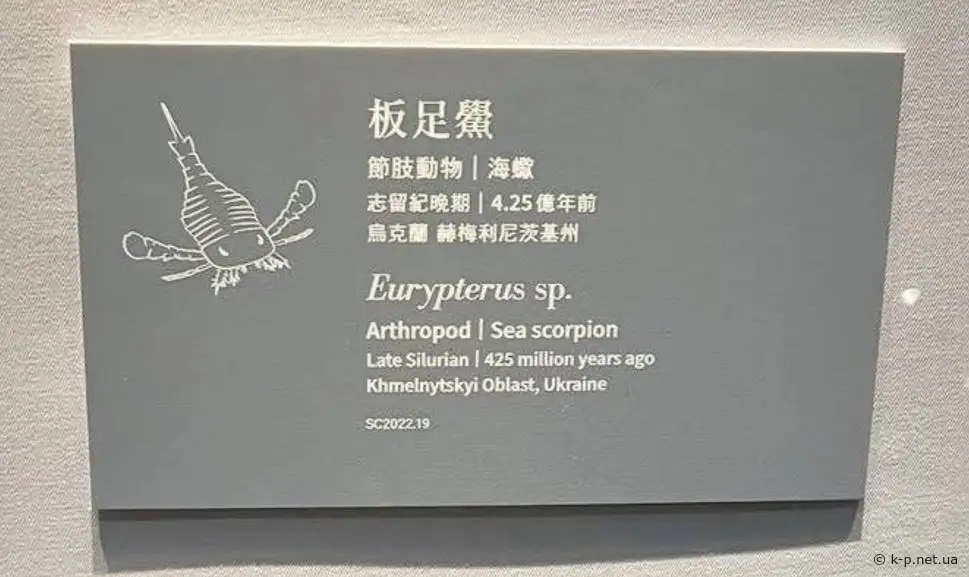 板足鱟
節肢動物 | 海蠍
志留紀晚期 | 4.25 億年前
烏克蘭 赫梅利尼茨基州
Eurypterus sp.
Arthropod | Sea scorpion
Late Silurian | 425 million years ago
Khmelnytskyi Oblast, Ukraine
SC2022.19
© k-p.net.ua